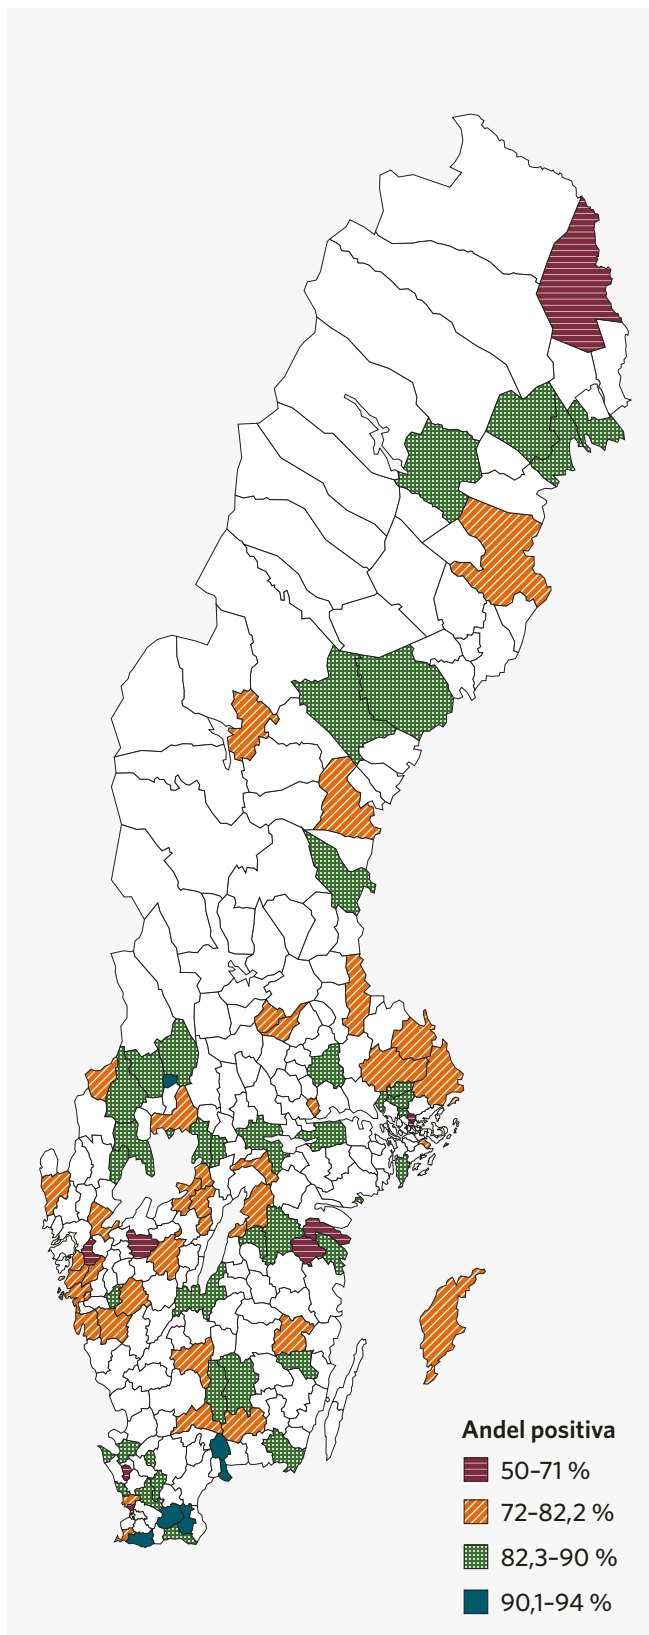 Andel positiva
50–71 %
72–82,2 %
82,3–90 %
90,1–94 %